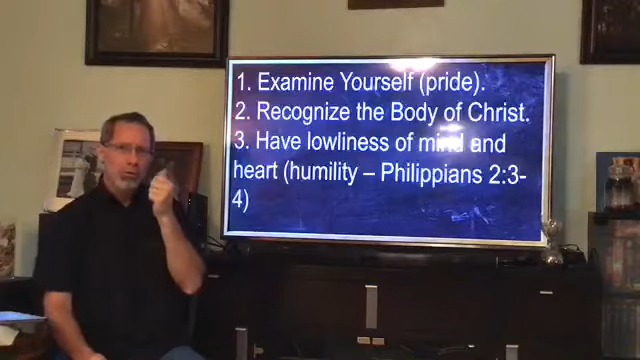 1. Examine Yourself (pride).
2. Recognize the Body of Christ.
3. Have lowliness of mind and
heart (humility – Philippians 2:3-
4)